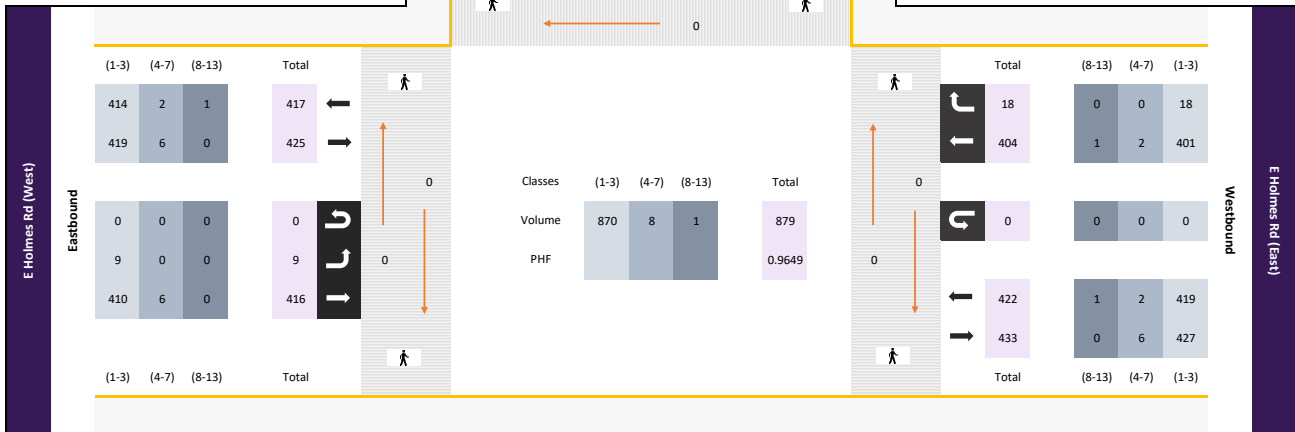 0
(1-3) (4-7) (8-13) Total
414 2 1 417
419 6 0 425
0 0 0 0
9 0 0 9
410 6 0 416
(1-3) (4-7) (8-13) Total
E Holmes Rd (West)
Eastbound
0
0
Classes (1-3) (4-7) (8-13) Total
Volume 870 8 1 879
PHF 0.9649
0
0
Total (8-13) (4-7) (1-3)
18 0 0 18
404 1 2 401
0 0 0 0
422 1 2 419
433 0 6 427
Total (8-13) (4-7) (1-3)
Westbound
E Holmes Rd (East)